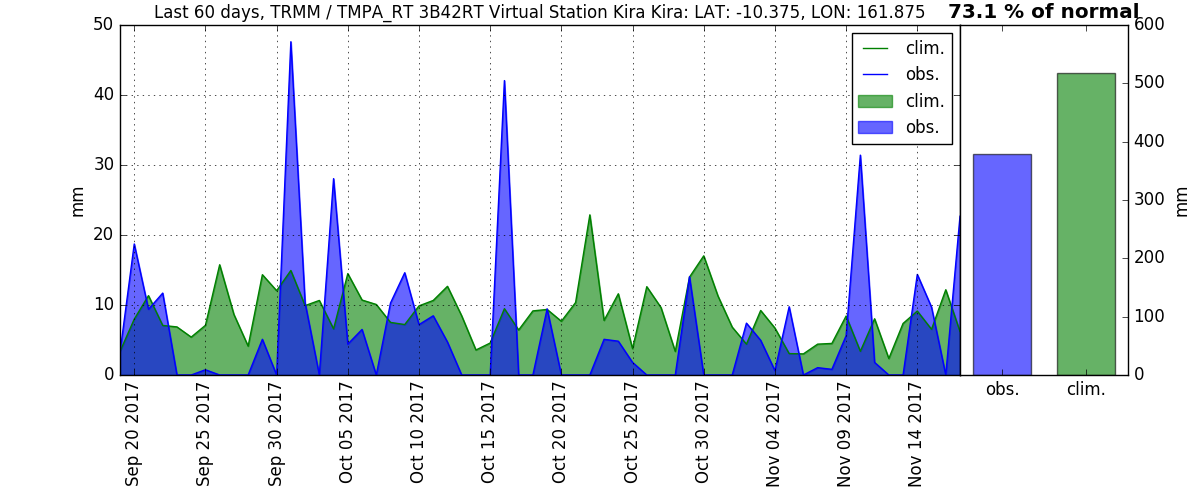 Last 60 days, TRMM / TMPA_RT 3B42RT Virtual Station Kira Kira: LAT: -10.375, LON: 161.875
73.1 % of normal
50
40
30
20
10
0
mm
clim.
obs.
clim.
obs.
600
500
400
300
200
100
0
mm
obs.
clim.
Sep 20 2017
Sep 25 2017
Sep 30 2017
Oct 05 2017
Oct 10 2017
Oct 15 2017
Oct 20 2017
Oct 25 2017
Oct 30 2017
Nov 04 2017
Nov 09 2017
Nov 14 2017